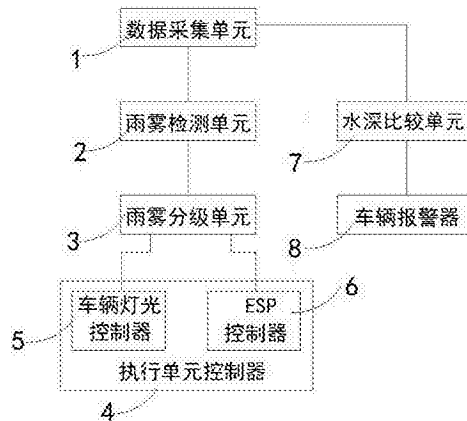 数据采集单元
1
雨雾检测单元
2
水深比较单元
7
雨雾分级单元
3
车辆报警器
8
车辆灯光
控制器
5
ESP
控制器
6
执行单元控制器
4